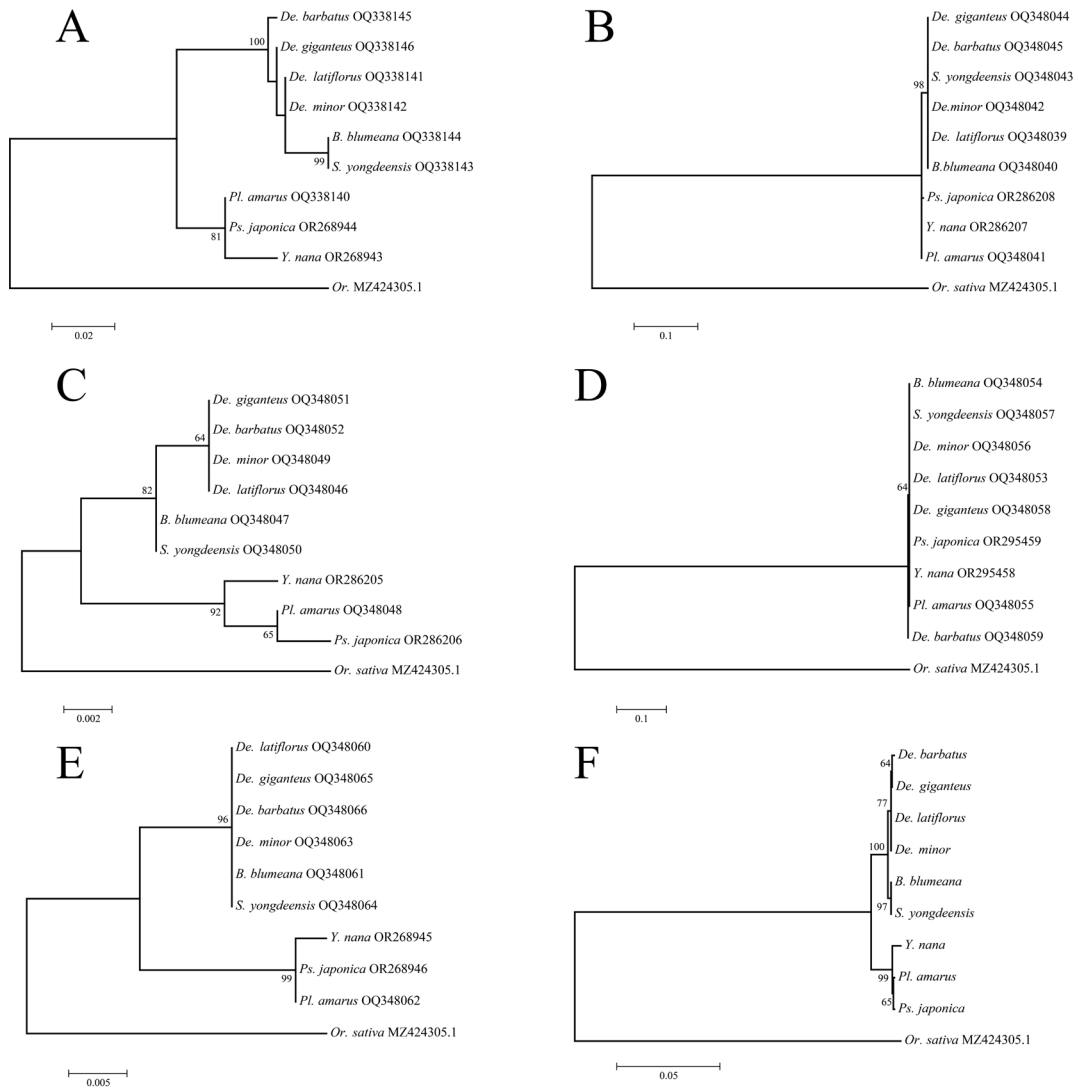 A
De. barbatus OQ338145
100
De. giganteus OQ338146
De. latiflorus OQ338141
De. minor OQ338142
B. blumeana OQ338144
99
S. yongdeensis OQ338143
Pl. amarus OQ338140
Ps. japonica OR268944
81
Y. nana OR268943
Or. MZ424305.1
0.02
B
De. giganteus OQ348044
De. barbatus OQ348045
S. yongdeensis OQ348043
98
De.minor OQ348042
De. latiflorus OQ348039
B.blumeana OQ348040
Ps. japonica OR286208
Y. nana OR286207
Pl. amarus OQ348041
Or. sativa MZ424305.1
0.1
C
De. giganteus OQ348051
De. barbatus OQ348052
64
De. minor OQ348049
De. latiflorus OQ348046
82
B. blumeana OQ348047
S. yongdeensis OQ348050
Y. nana OR286205
92
Pl. amarus OQ348048
65
Ps. japonica OR286206
Or. sativa MZ424305.1
0.002
D
B. blumeana OQ348054
S. yongdeensis OQ348057
De. minor OQ348056
De. latiflorus OQ348053
64
De. giganteus OQ348058
Ps. japonica OR295459
Y. nana OR295458
Pl. amarus OQ348055
De. barbatus OQ348059
Or. sativa MZ424305.1
0.1
E
De. latiflorus OQ348060
De. giganteus OQ348065
De. barbatus OQ348066
96
De. minor OQ348063
B. blumeana OQ348061
S. yongdeensis OQ348064
Y. nana OR268945
Ps. japonica OR268946
99
Pl. amarus OQ348062
Or. sativa MZ424305.1
0.005
F
De. barbatus
64
De. giganteus
77
De. latiflorus
100
De. minor
B. blumeana
97
S. yongdeensis
Y. nana
99
Pl. amarus
65
Ps. japonica
Or. sativa MZ424305.1
0.05